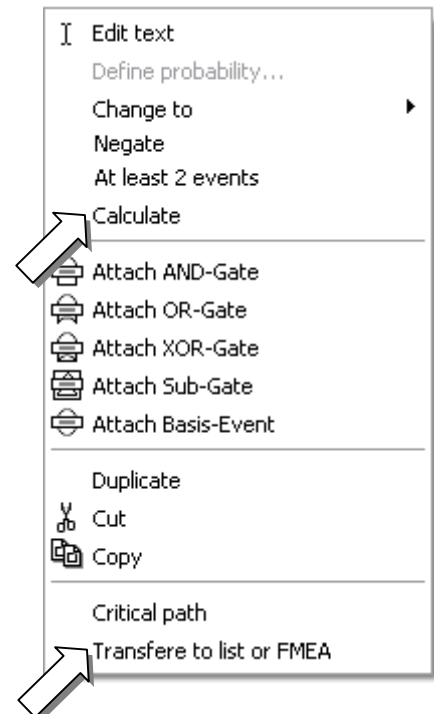 Edit text
Define probability...
Change to
Negate
At least 2 events
Calculate
Attach AND-Gate
Attach OR-Gate
Attach XOR-Gate
Attach Sub-Gate
Attach Basis-Event
Duplicate
Cut
Copy
Critical path
Transfere to list or FMEA